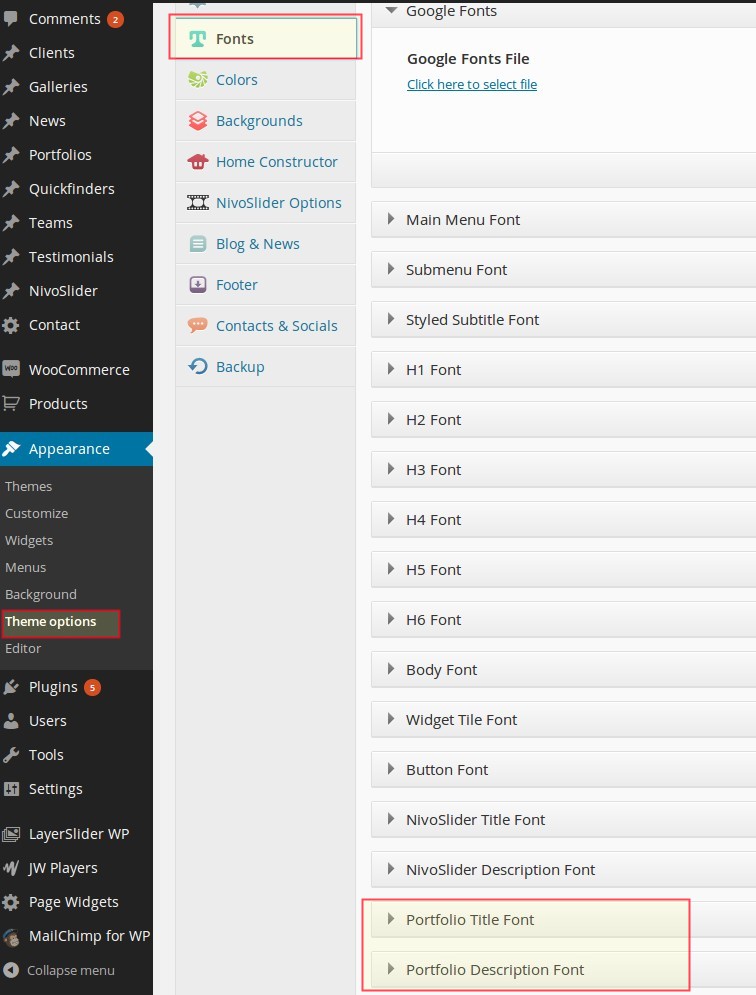 Comments 2
Clients
Galleries
News
Portfolios
Quickfinders
Teams
Testimonials
NivoSlider
Contact
WooCommerce
Products
Appearance
Themes
Customize
Widgets
Menus
Background
Theme options
Editor
Plugins 5
Users
Tools
Settings
LayerSlider WP
JW Players
Page Widgets
MailChimp for WP
Collapse menu
Fonts
Colors
Backgrounds
Home Constructor
NivoSlider Options
Blog & News
Footer
Contacts & Socials
Backup
Google Fonts
Google Fonts File
Click here to select file
Main Menu Font
Submenu Font
Styled Subtitle Font
H1 Font
H2 Font
H3 Font
H4 Font
H5 Font
H6 Font
Body Font
Widget Tile Font
Button Font
NivoSlider Title Font
NivoSlider Description Font
Portfolio Title Font
Portfolio Description Font